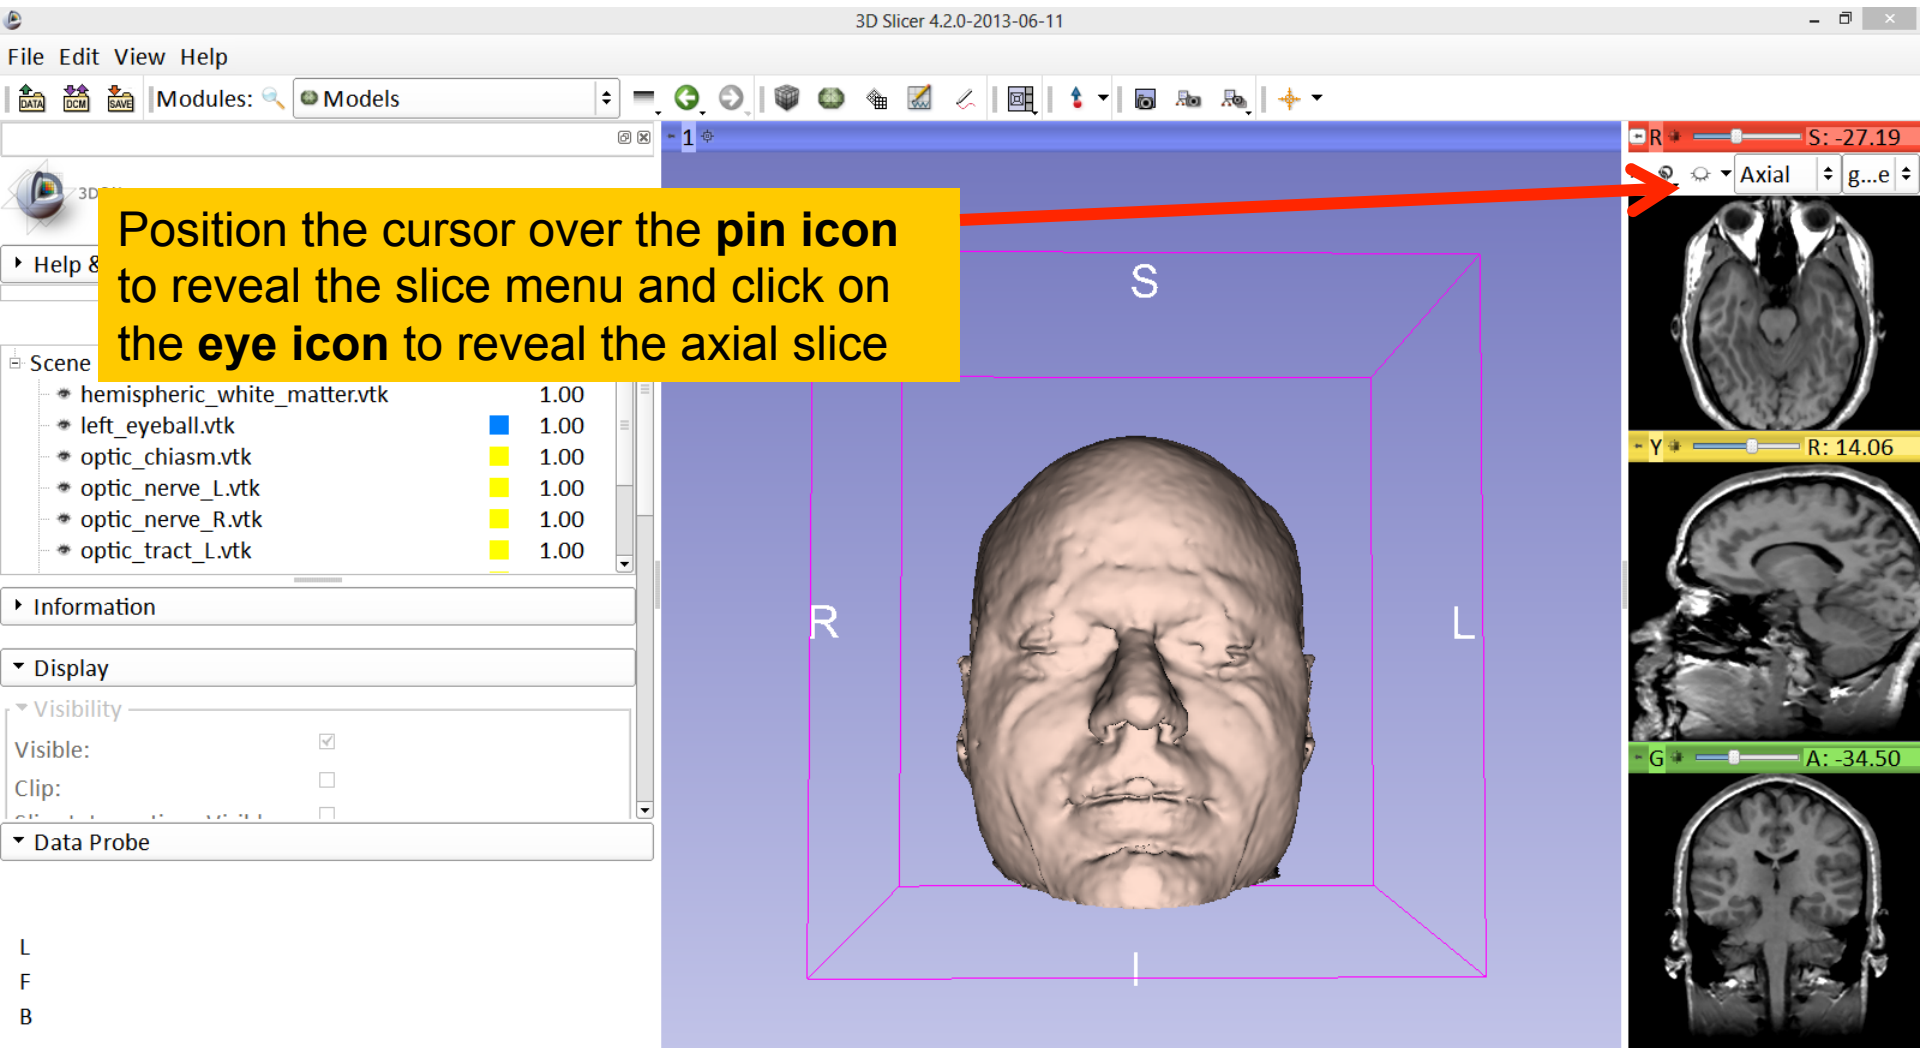 3D Slicer 4.2.0-2013-06-11
File Edit View Help
DATA DCM SAVE Modules: Models
1
R S: -27.19
Axial g...e
3D
Position the cursor over the pin icon
to reveal the slice menu and click on
the eye icon to reveal the axial slice
Help &
Scene
hemispheric_white_matter.vtk 1.00
left_eyeball.vtk 1.00
optic_chiasm.vtk 1.00
optic_nerve_L.vtk 1.00
optic_nerve_R.vtk 1.00
optic_tract_L.vtk 1.00
Information
Display
Visibility
Visible:
Clip:
Data Probe
L
F
B
S
R
L
I
Y R: 14.06
G A: -34.50